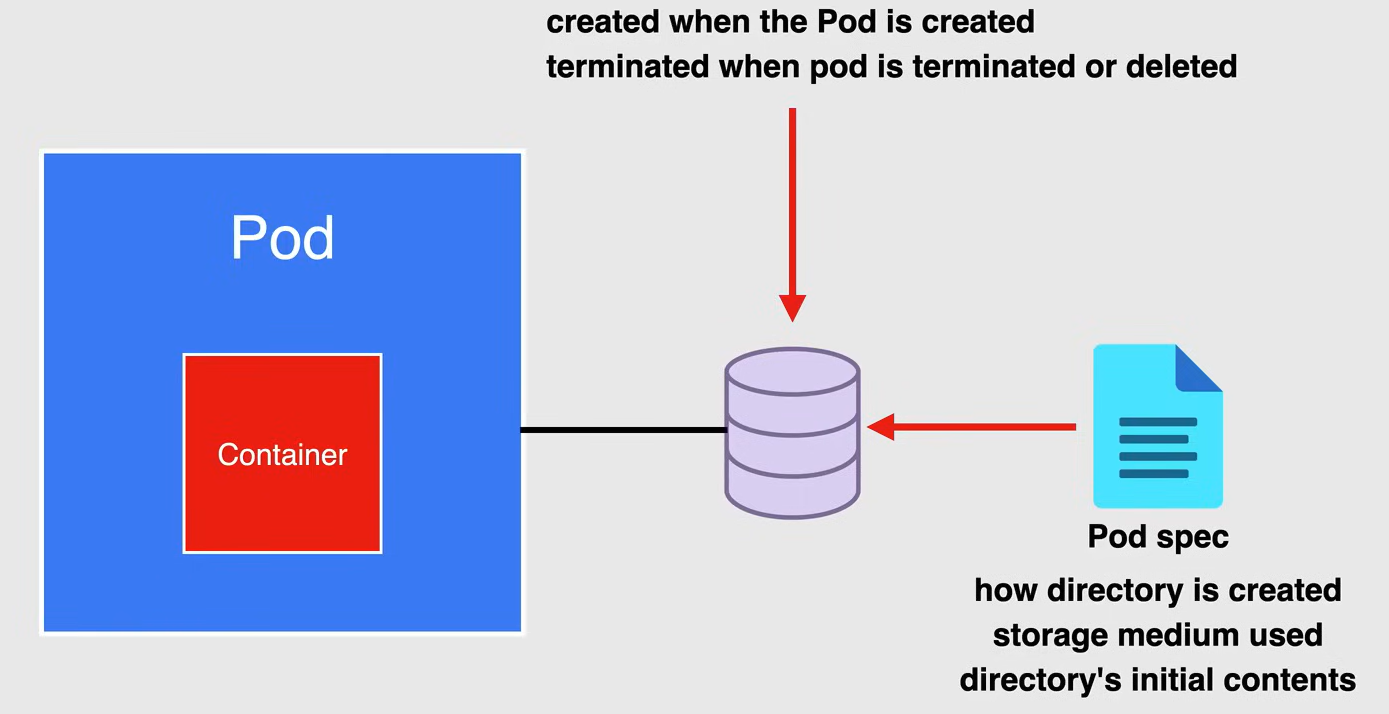 created when the Pod is created
terminated when pod is terminated or deleted
Pod
Container
Pod spec
how directory is created
storage medium used
directory's initial contents